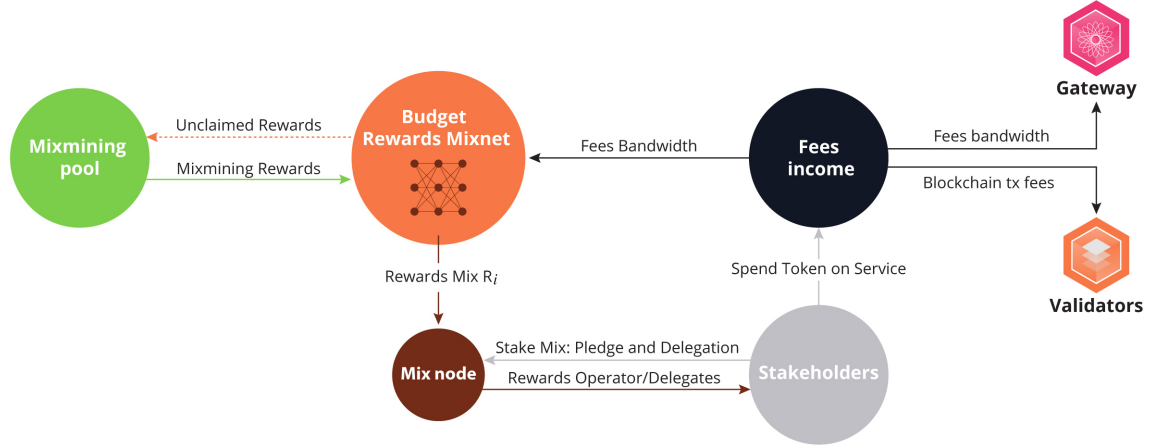 Gateway
Budget
Rewards Mixnet
Unclaimed Rewards
Mixmining
pool
Mixmining Rewards
Fees Bandwidth
Fees
income
Fees bandwidth
Blockchain tx fees
Rewards Mix Ri
Spend Token on Service
Validators
Stake Mix: Pledge and Delegation
Mix node
Rewards Operator/Delegates
Stakeholders